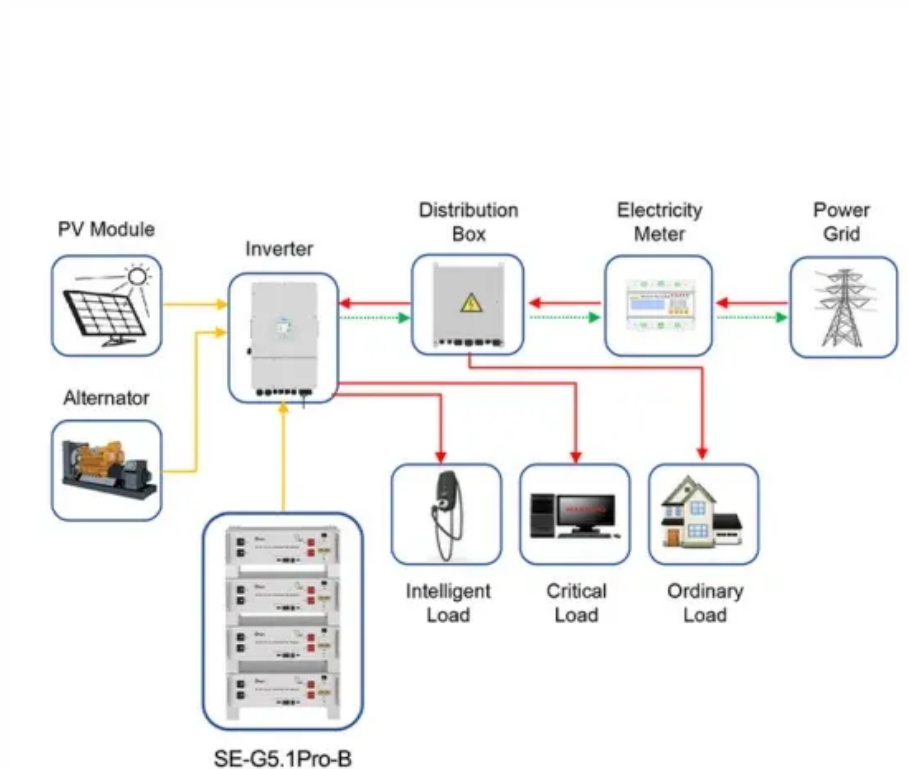 PV Module
Inverter
Distribution
Box
Electricity
Meter
Power
Grid
Alternator
Intelligent
Load
Critical
Load
Ordinary
Load
SE-G5.1Pro-B